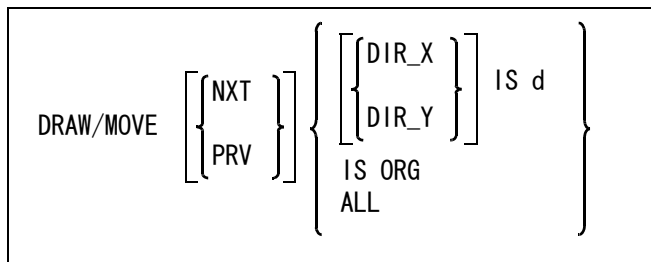 DIR_X
NXT IS d
DRAW/MOVE DIR_Y
PRV
IS ORG
ALL